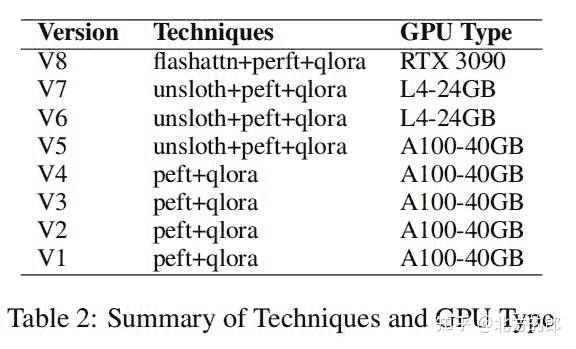 Version Techniques GPU Type
V8 flashattn+perft+qlora RTX 3090
V7 unsloth+peft+qlora L4-24GB
V6 unsloth+peft+qlora L4-24GB
V5 unsloth+peft+qlora A100-40GB
V4 peft+qlora A100-40GB
V3 peft+qlora A100-40GB
V2 peft+qlora A100-40GB
V1 peft+qlora A100-40GB
Table 2: Summary of Techniques and GPU Type
知乎